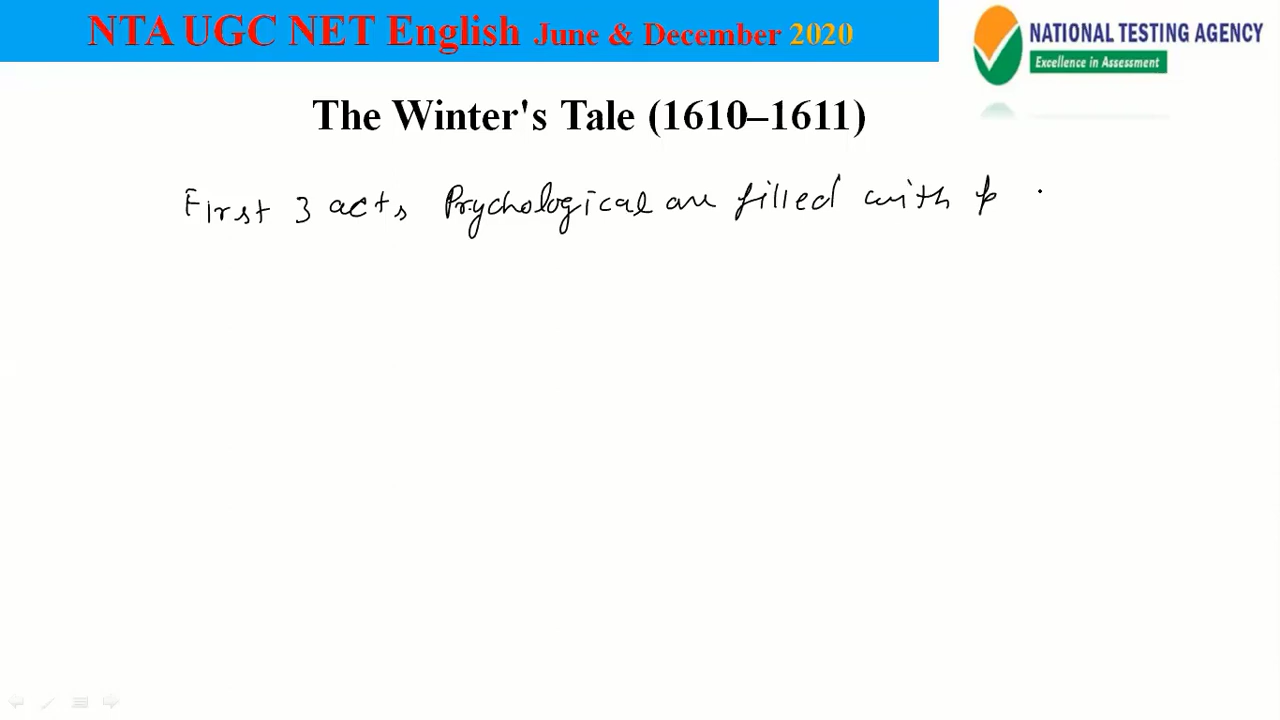 NTA UGC NET English June & December 2020
NATIONAL TESTING AGENCY
Excellence in Assessment
The Winter's Tale (1610–1611)
First 3 acts Psychological are filled with p